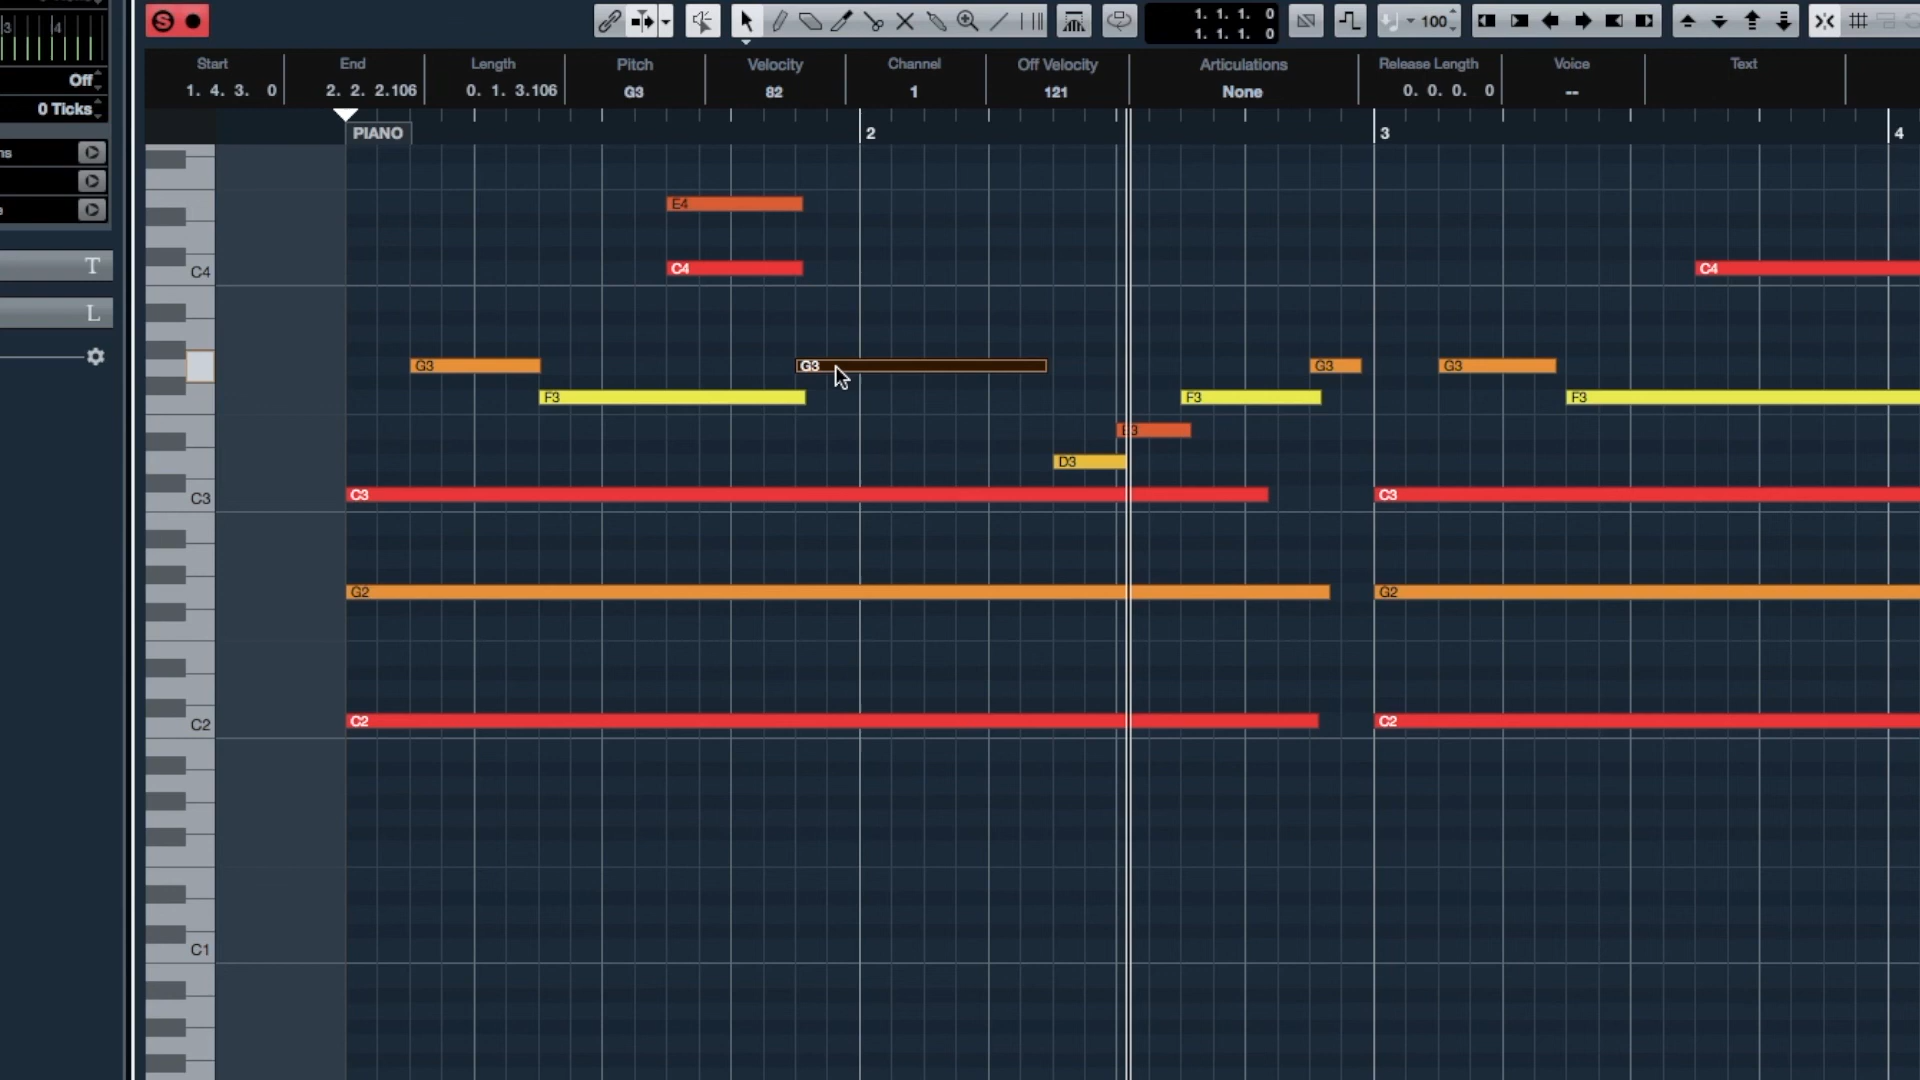 3 4
S 1. 1. 1. 0 100
1. 1. 1. 0
Start End Length Pitch Velocity Channel Off Velocity Articulations Release Length Voice Text
Off
1. 4. 3. 0 2. 2. 2.106 0. 1. 3.106 G3 82 1 121 None 0. 0. 0. 0 --
0 Ticks
PIANO 2 3 4
ns
E4
T
C4 C4 C4
L
G3 G3 G3 G3
F3 F3 F3
D3
C3 C3 C3
G2 G2
C2 C2 C2
C1